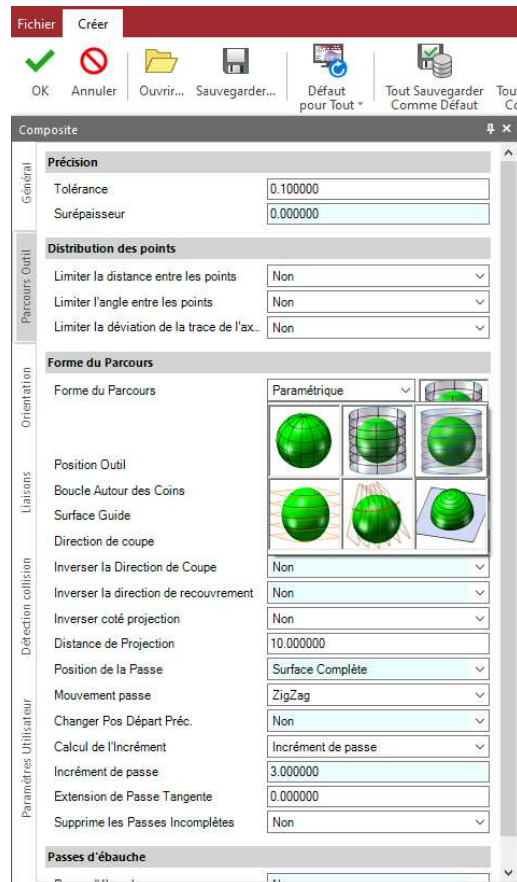 Fichier Créer
OK Annuler Ouvrir... Sauvegarder... Défaut pour Tout Tout Sauvegarder Comme Défaut
Composite
Général
Parcours Outil
Orientation
Liaisons
Détection collision
Paramètres Utilisateur
Précision
Tolérance 0.100000
Surépaisseur 0.000000
Distribution des points
Limiter la distance entre les points Non
Limiter l'angle entre les points Non
Limiter la déviation de la trace de l'ax... Non
Forme du Parcours
Forme du Parcours Paramétrique
Position Outil
Boucle Autour des Coins
Surface Guide
Direction de coupe
Inverser la Direction de Coupe Non
Inverser la direction de recouvrement Non
Inverser coté projection Non
Distance de Projection 10.000000
Position de la Passe Surface Complète
Mouvement passe ZigZag
Changer Pos Départ Préc. Non
Calcul de l'Incrément Incrément de passe
Incrément de passe 3.000000
Extension de Passe Tangente 0.000000
Supprime les Passes Incomplètes Non
Passes d'ébauche